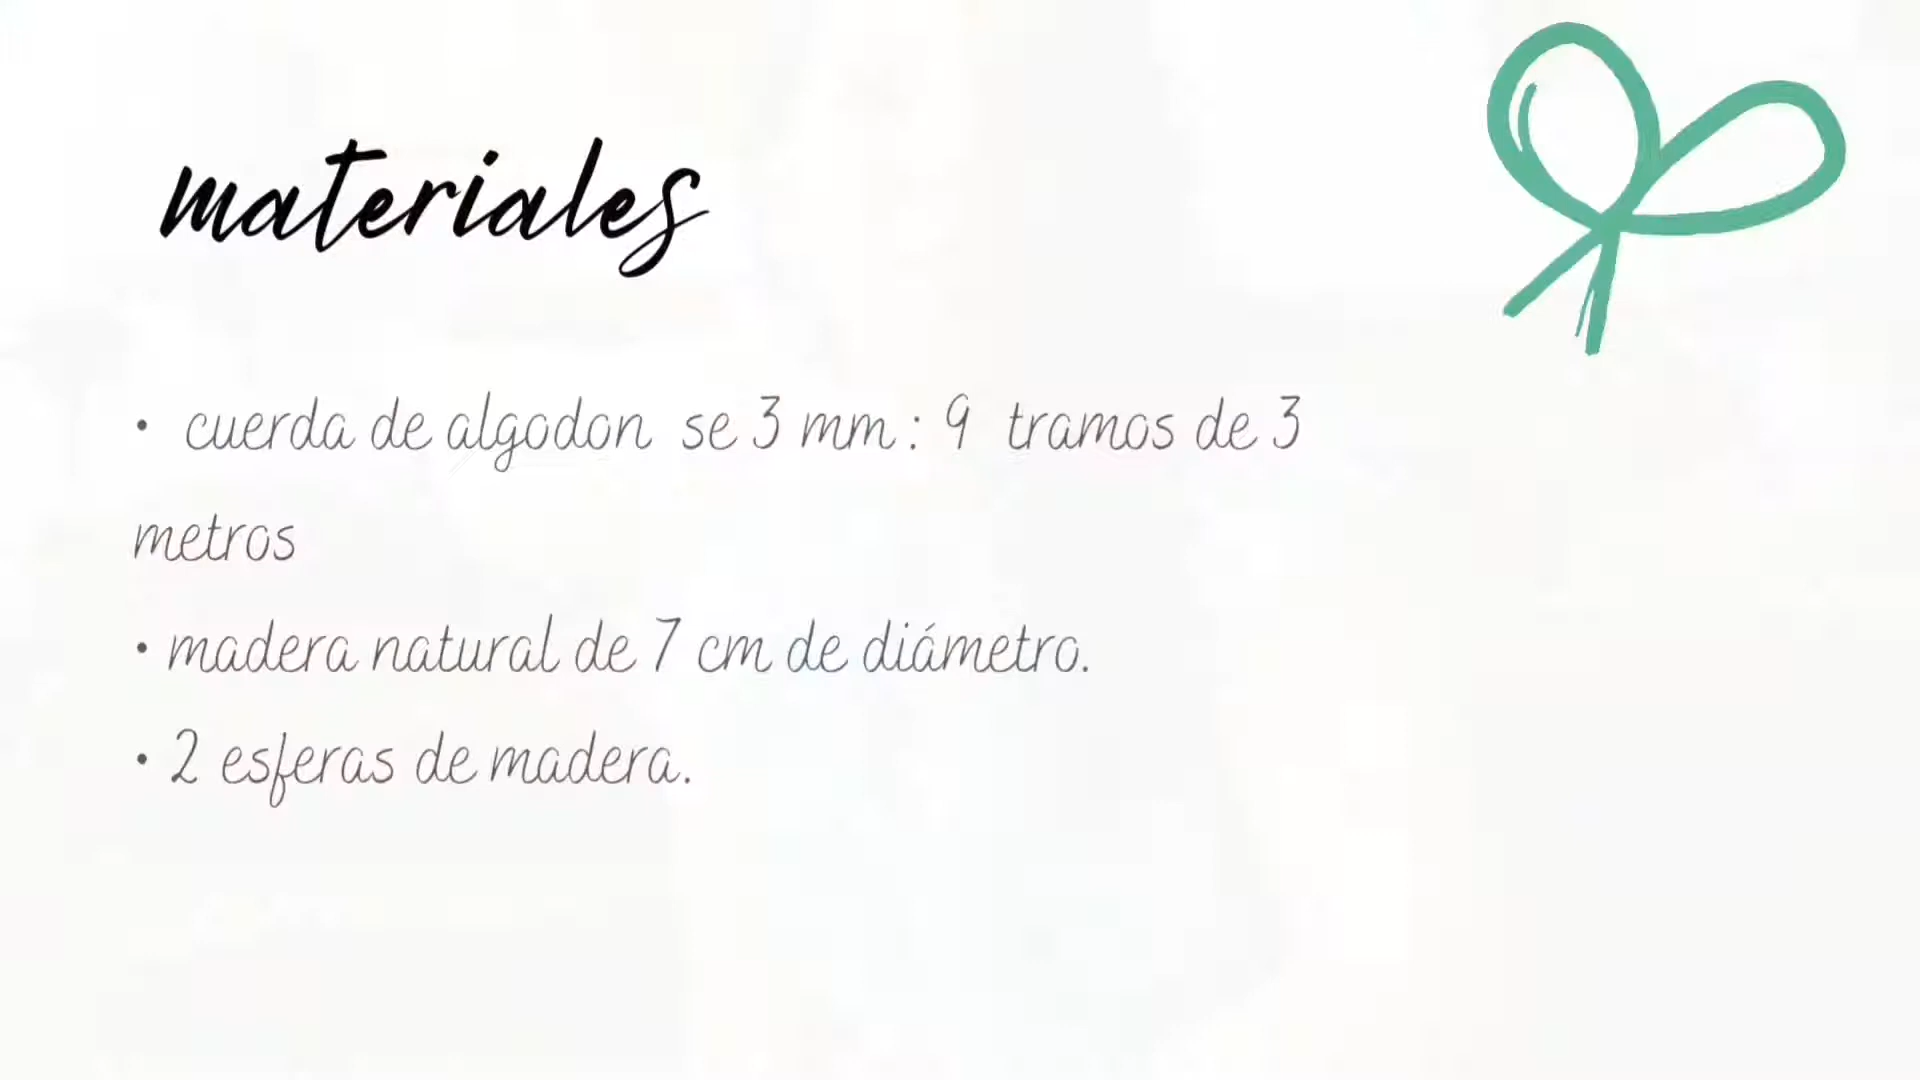 materiales
• cuerda de algodon se 3 mm : 9 tramos de 3
metros
• madera natural de 7 cm de diámetro.
• 2 esferas de madera.